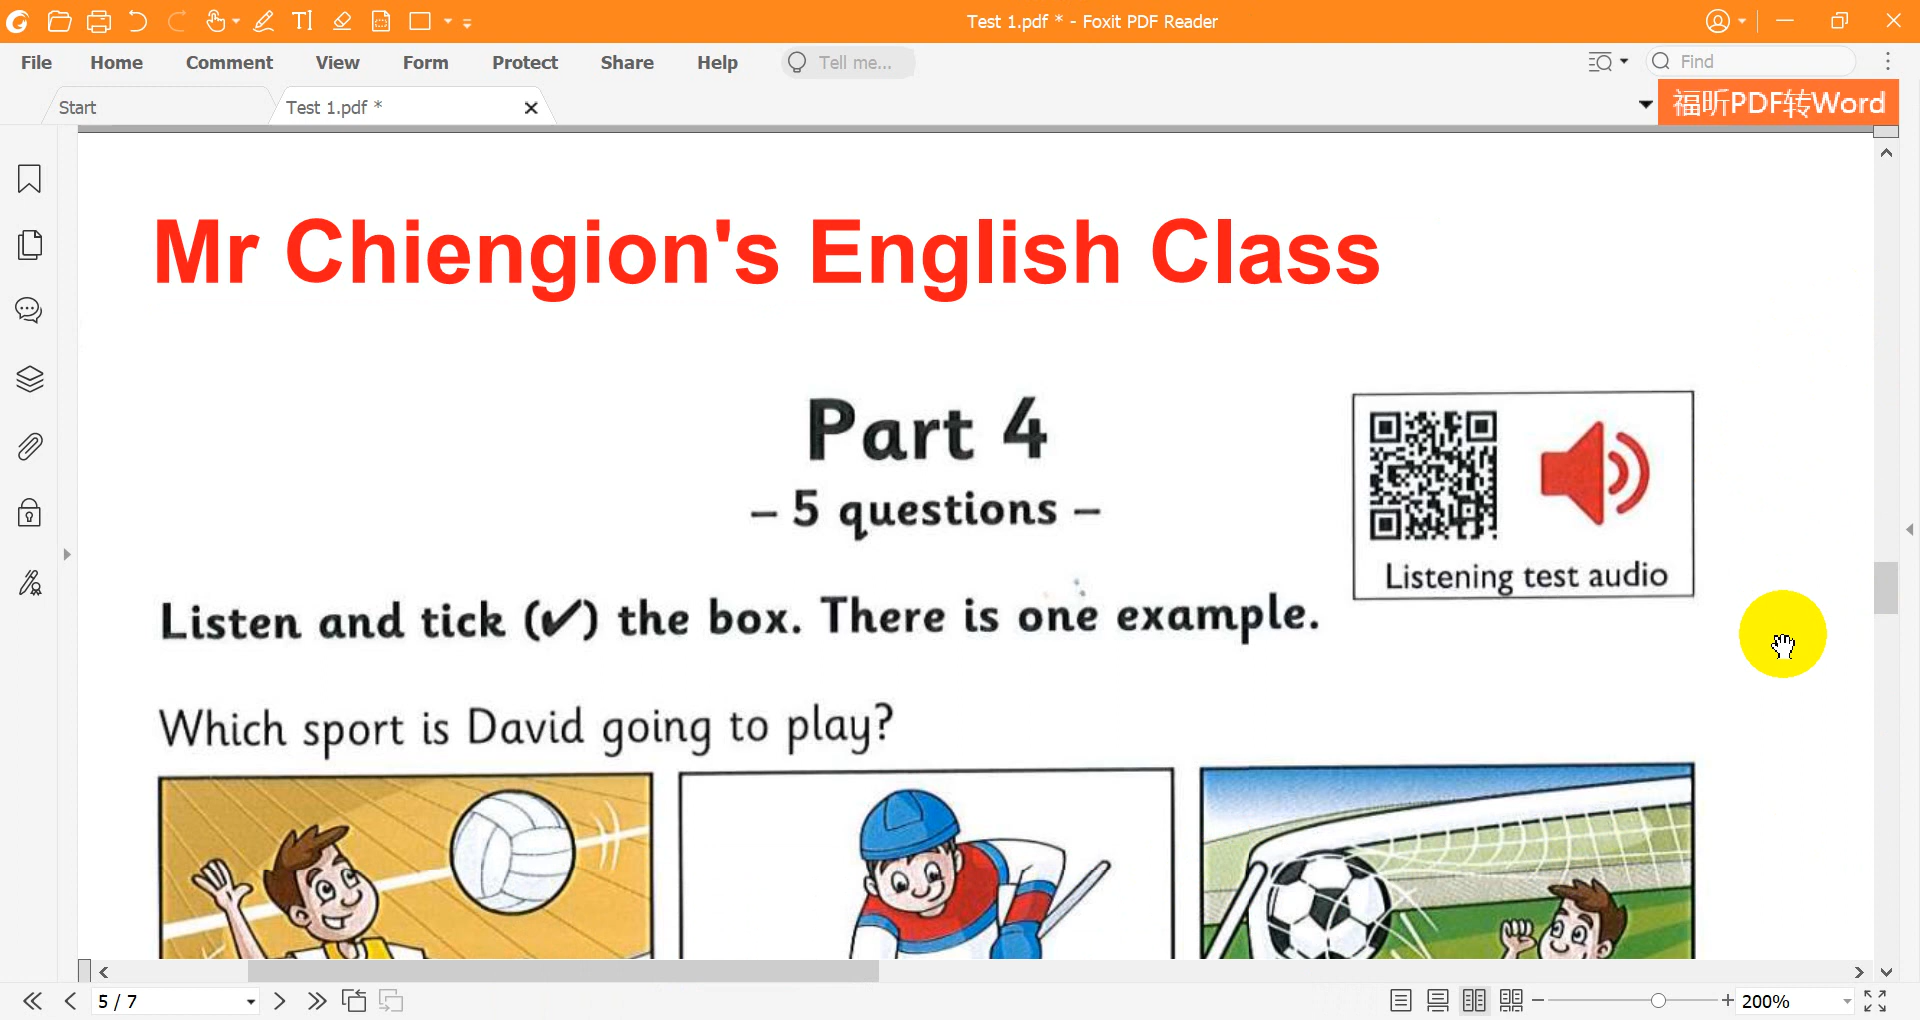 Test 1.pdf * - Foxit PDF Reader
File Home Comment View Form Protect Share Help Tell me... Find
Start Test 1.pdf * 福昕PDF转Word
Mr Chiengion's English Class
Part 4
– 5 questions –
Listening test audio
Listen and tick (✔) the box. There is one example.
Which sport is David going to play?
5 / 7 200%